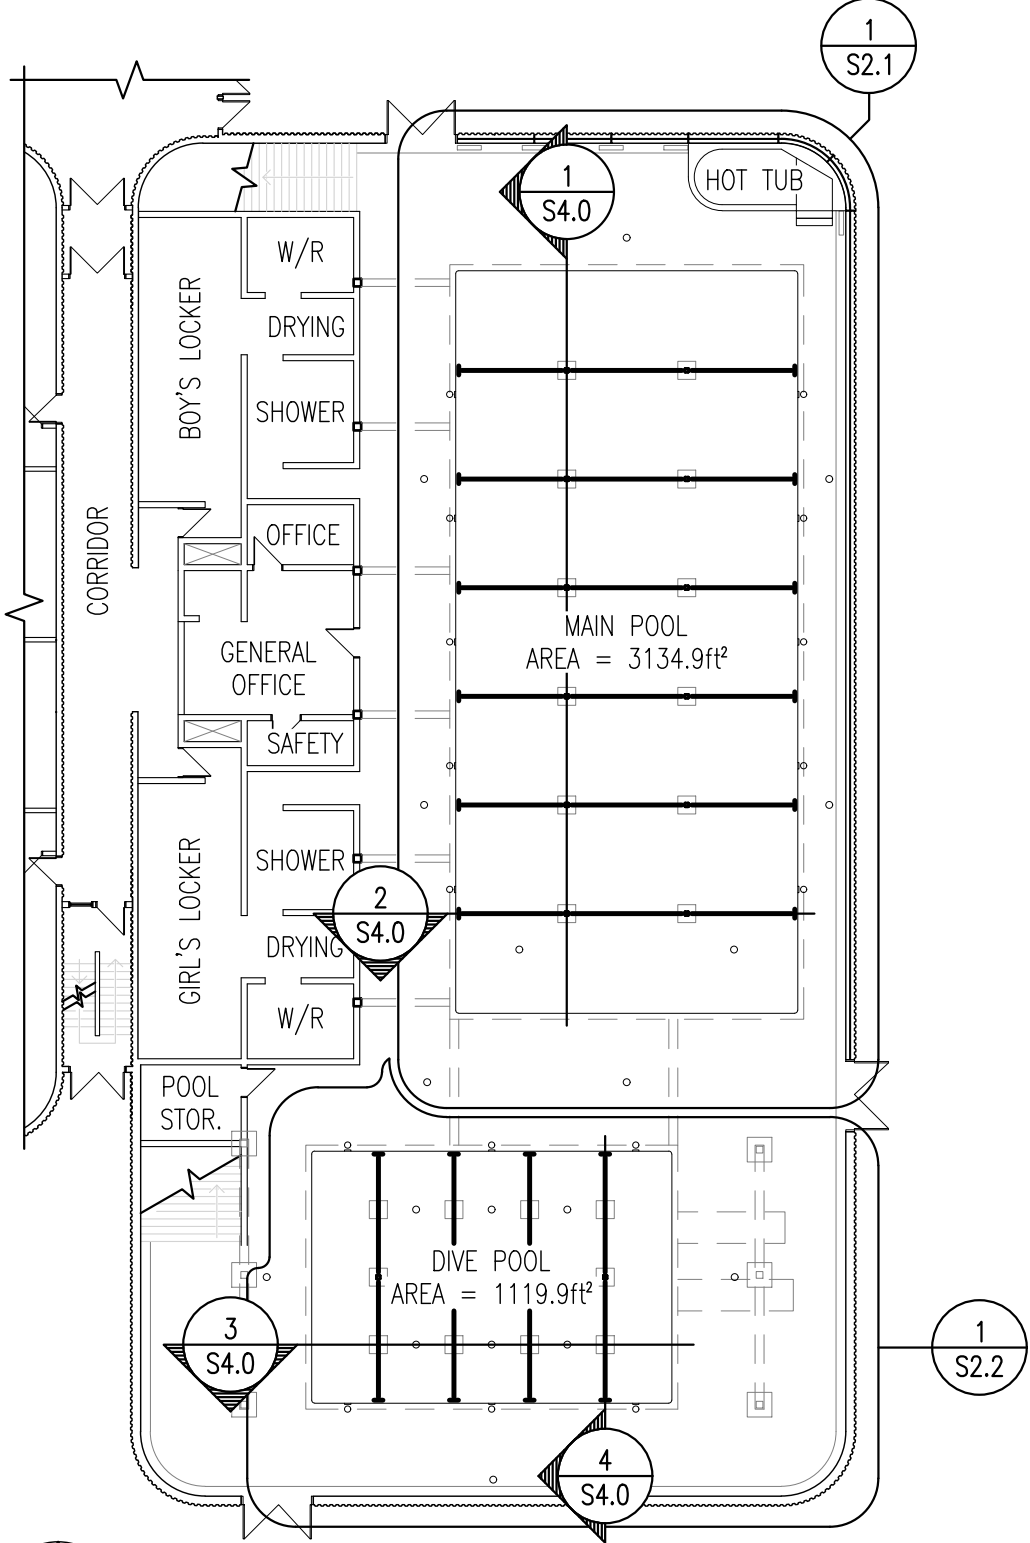 1
S2.1
HOT TUB
1
S4.0
W/R
BOY'S LOCKER
DRYING
SHOWER
OFFICE
CORRIDOR
MAIN POOL
AREA = 3134.9ft²
GENERAL
OFFICE
SAFETY
SHOWER
GIRL'S LOCKER
2
S4.0
DRYING
W/R
POOL
STOR.
DIVE POOL
AREA = 1119.9ft²
3
S4.0
1
S2.2
4
S4.0